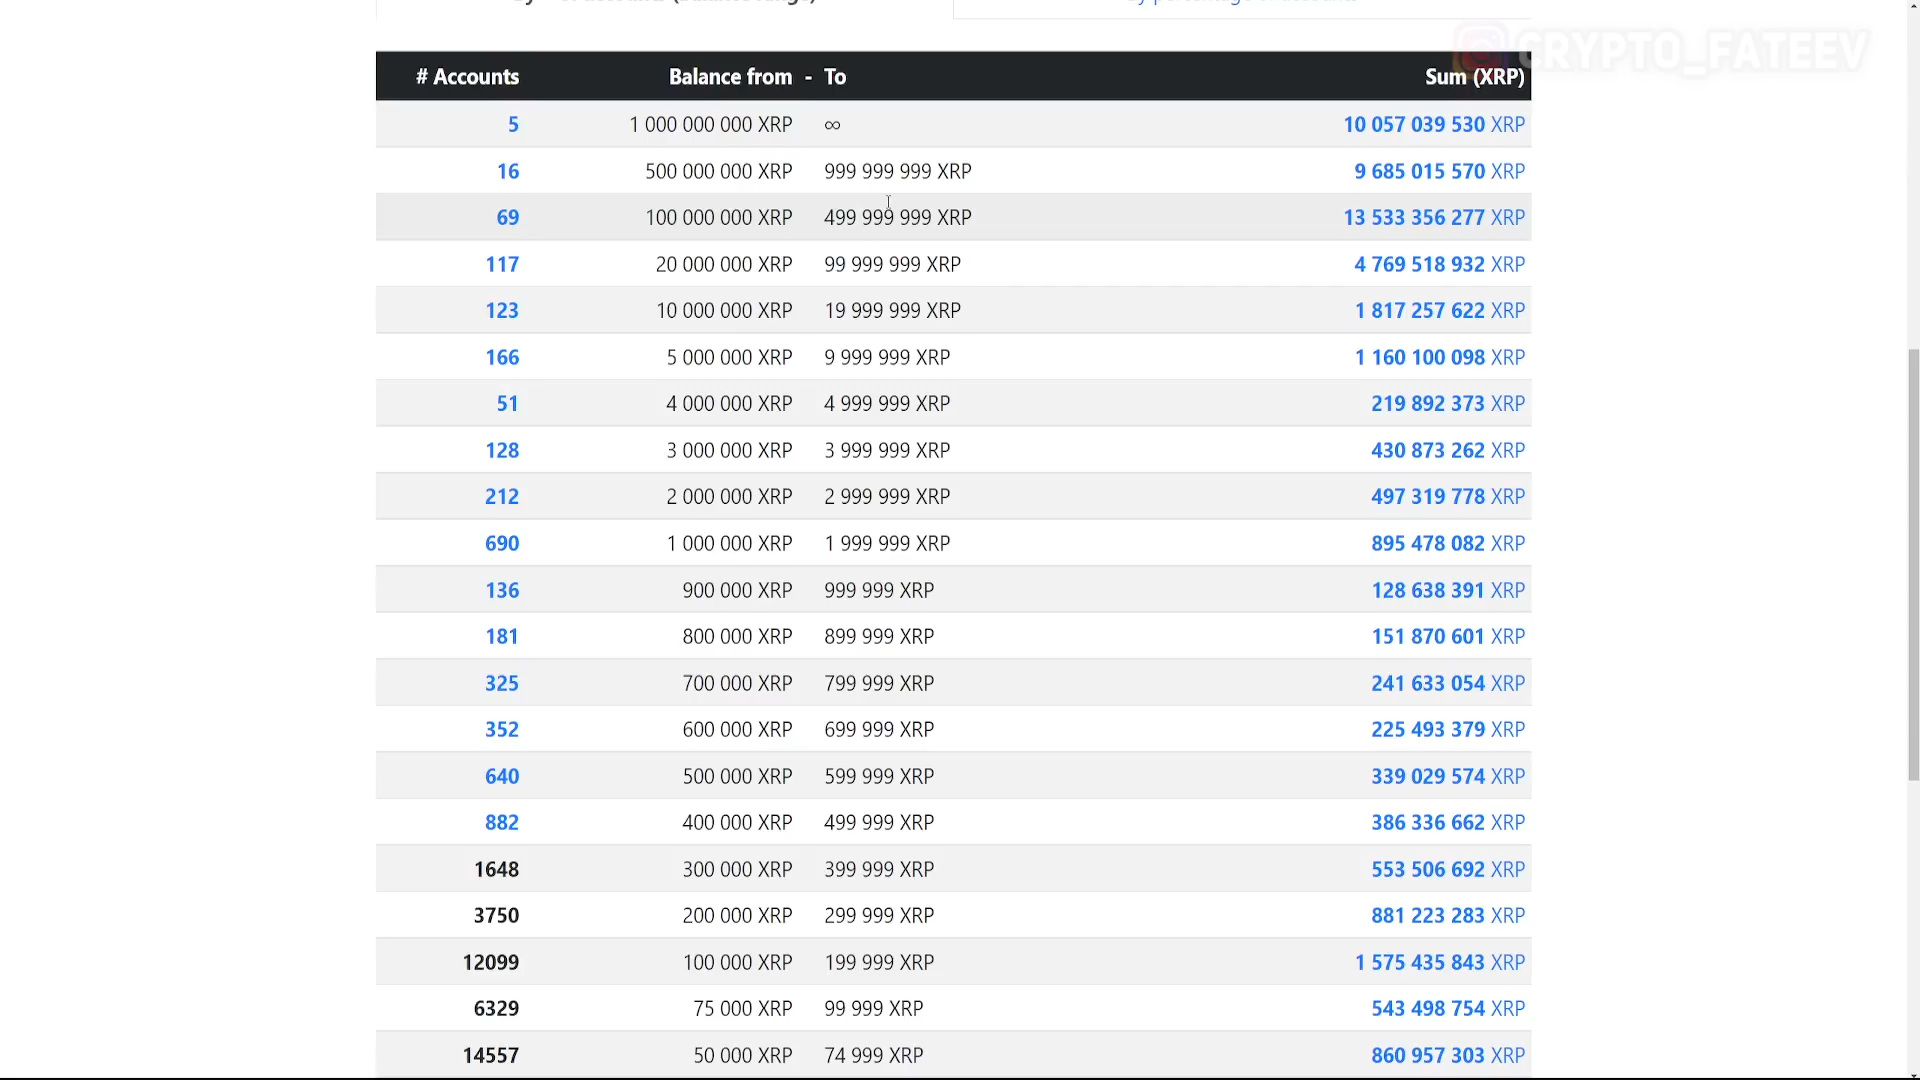 CRYPTO_FATEEV
# Accounts Balance from - To Sum (XRP)
5 1 000 000 000 XRP ∞ 10 057 039 530 XRP
16 500 000 000 XRP 999 999 999 XRP 9 685 015 570 XRP
69 100 000 000 XRP 499 999 999 XRP 13 533 356 277 XRP
117 20 000 000 XRP 99 999 999 XRP 4 769 518 932 XRP
123 10 000 000 XRP 19 999 999 XRP 1 817 257 622 XRP
166 5 000 000 XRP 9 999 999 XRP 1 160 100 098 XRP
51 4 000 000 XRP 4 999 999 XRP 219 892 373 XRP
128 3 000 000 XRP 3 999 999 XRP 430 873 262 XRP
212 2 000 000 XRP 2 999 999 XRP 497 319 778 XRP
690 1 000 000 XRP 1 999 999 XRP 895 478 082 XRP
136 900 000 XRP 999 999 XRP 128 638 391 XRP
181 800 000 XRP 899 999 XRP 151 870 601 XRP
325 700 000 XRP 799 999 XRP 241 633 054 XRP
352 600 000 XRP 699 999 XRP 225 493 379 XRP
640 500 000 XRP 599 999 XRP 339 029 574 XRP
882 400 000 XRP 499 999 XRP 386 336 662 XRP
1648 300 000 XRP 399 999 XRP 553 506 692 XRP
3750 200 000 XRP 299 999 XRP 881 223 283 XRP
12099 100 000 XRP 199 999 XRP 1 575 435 843 XRP
6329 75 000 XRP 99 999 XRP 543 498 754 XRP
14557 50 000 XRP 74 999 XRP 860 957 303 XRP